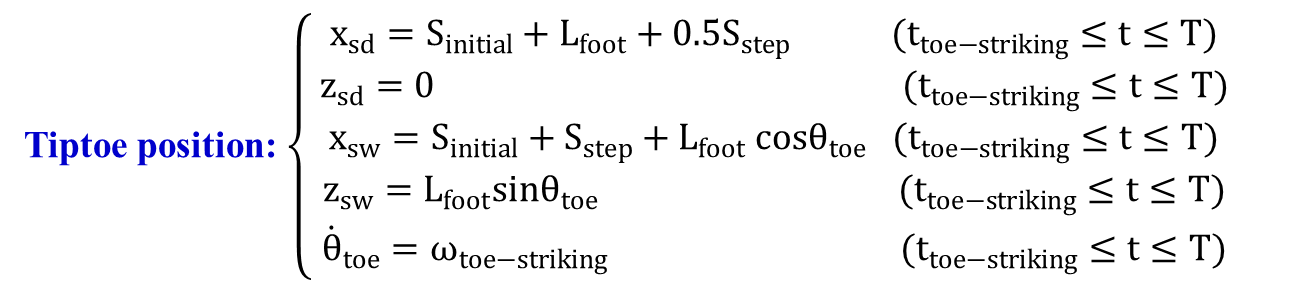 x_sd = S_initial + L_foot + 0.5S_step (t_toe−striking ≤ t ≤ T)
z_sd = 0 (t_toe−striking ≤ t ≤ T)
Tiptoe position: x_sw = S_initial + S_step + L_foot cosθ_toe (t_toe−striking ≤ t ≤ T)
z_sw = L_foot sinθ_toe (t_toe−striking ≤ t ≤ T)
θ̇_toe = ω_toe−striking (t_toe−striking ≤ t ≤ T)